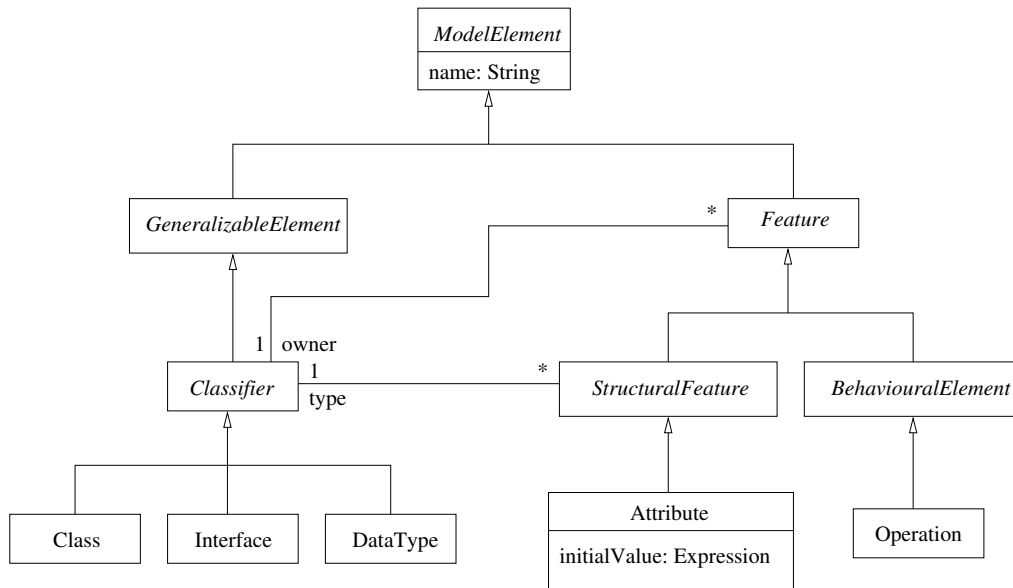 ModelElement
name: String
GeneralizableElement
*
Feature
1 owner
1
type
*
Classifier
StructuralFeature
BehaviouralElement
Class
Interface
DataType
Attribute
initialValue: Expression
Operation